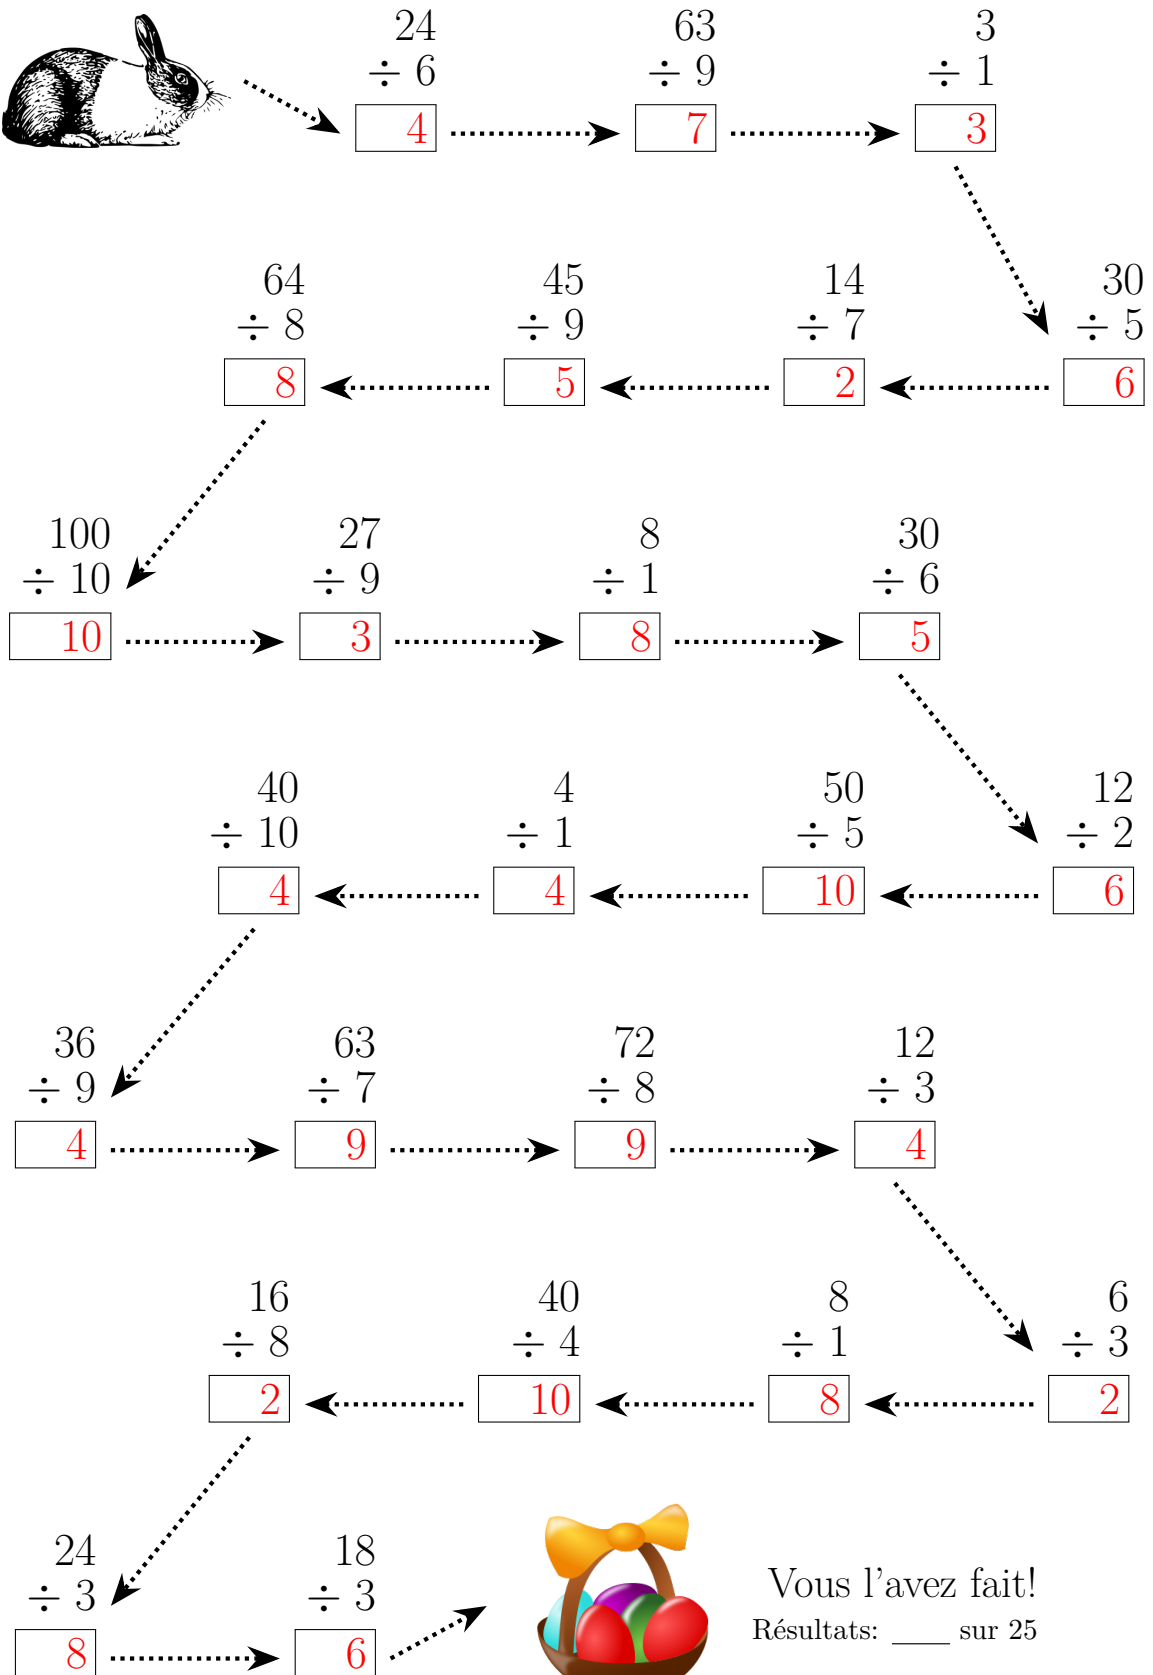 24 63 3
÷ 6 ÷ 9 ÷ 1
4 7 3
64 45 14 30
÷ 8 ÷ 9 ÷ 7 ÷ 5
8 5 2 6
100 27 8 30
÷ 10 ÷ 9 ÷ 1 ÷ 6
10 3 8 5
40 4 50 12
÷ 10 ÷ 1 ÷ 5 ÷ 2
4 4 10 6
36 63 72 12
÷ 9 ÷ 7 ÷ 8 ÷ 3
4 9 9 4
16 40 8 6
÷ 8 ÷ 4 ÷ 1 ÷ 3
2 10 8 2
24 18
÷ 3 ÷ 3
8 6
Vous l'avez fait!
Résultats: ____ sur 25